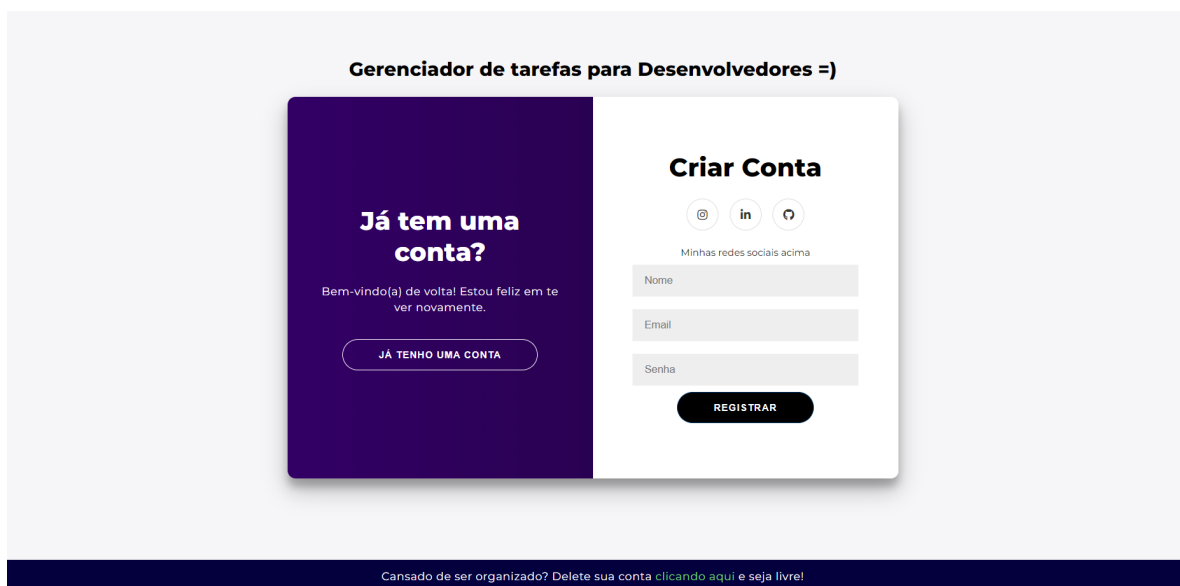 Gerenciador de tarefas para Desenvolvedores =)
Já tem uma
conta?
Bem-vindo(a) de volta! Estou feliz em te
ver novamente.
JÁ TENHO UMA CONTA
Criar Conta
in
Minhas redes sociais acima
Nome
Email
Senha
REGISTRAR
Cansado de ser organizado? Delete sua conta clicando aqui e seja livre!